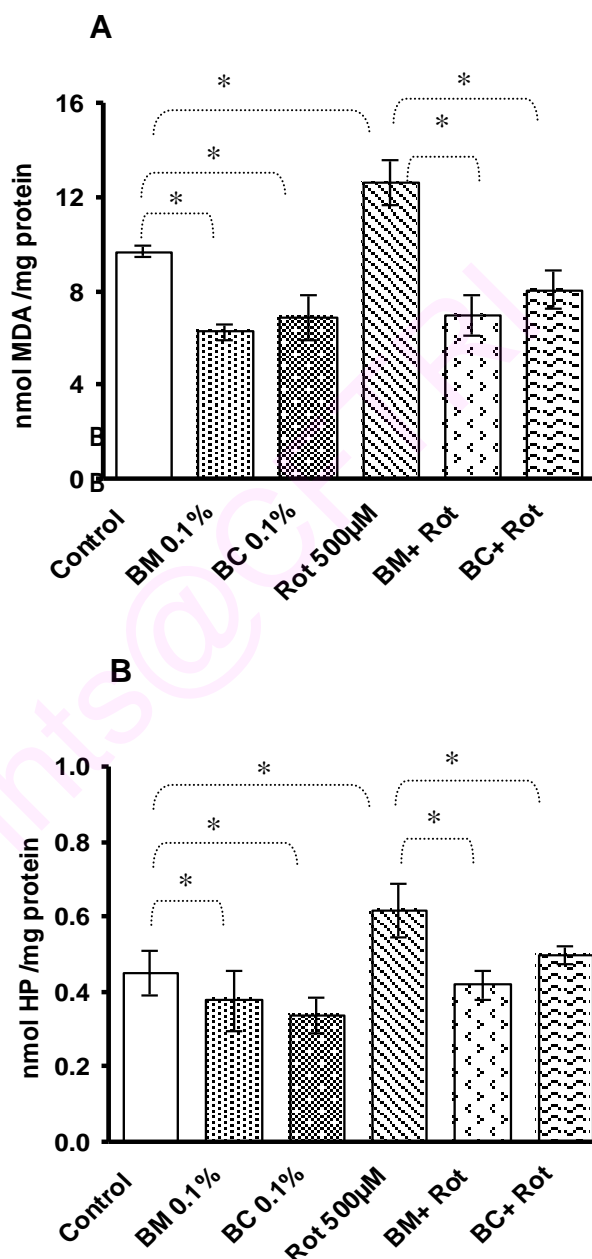 A
*
*
*
*
*
16
12
8
4
0
nmol MDA /mg protein
B
B
Control
BM 0.1%
BC 0.1%
Rot 500µM
BM+ Rot
BC+ Rot
B
*
*
*
*
*
1.0
0.8
0.6
0.4
0.2
0.0
nmol HP /mg protein
Control
BM 0.1%
BC 0.1%
Rot 500µM
BM+ Rot
BC+ Rot
nts@CFTRI